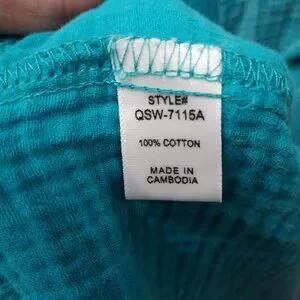 STYLE#
QSW-7115A
100% COTTON
MADE IN
CAMBODIA